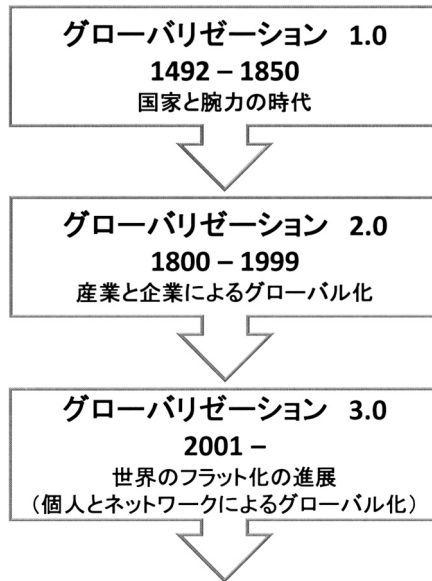 グローバリゼーション 1.0
1492 – 1850
国家と腕力の時代
グローバリゼーション 2.0
1800 – 1999
産業と企業によるグローバル化
グローバリゼーション 3.0
2001 –
世界のフラット化の進展
(個人とネットワークによるグローバル化)